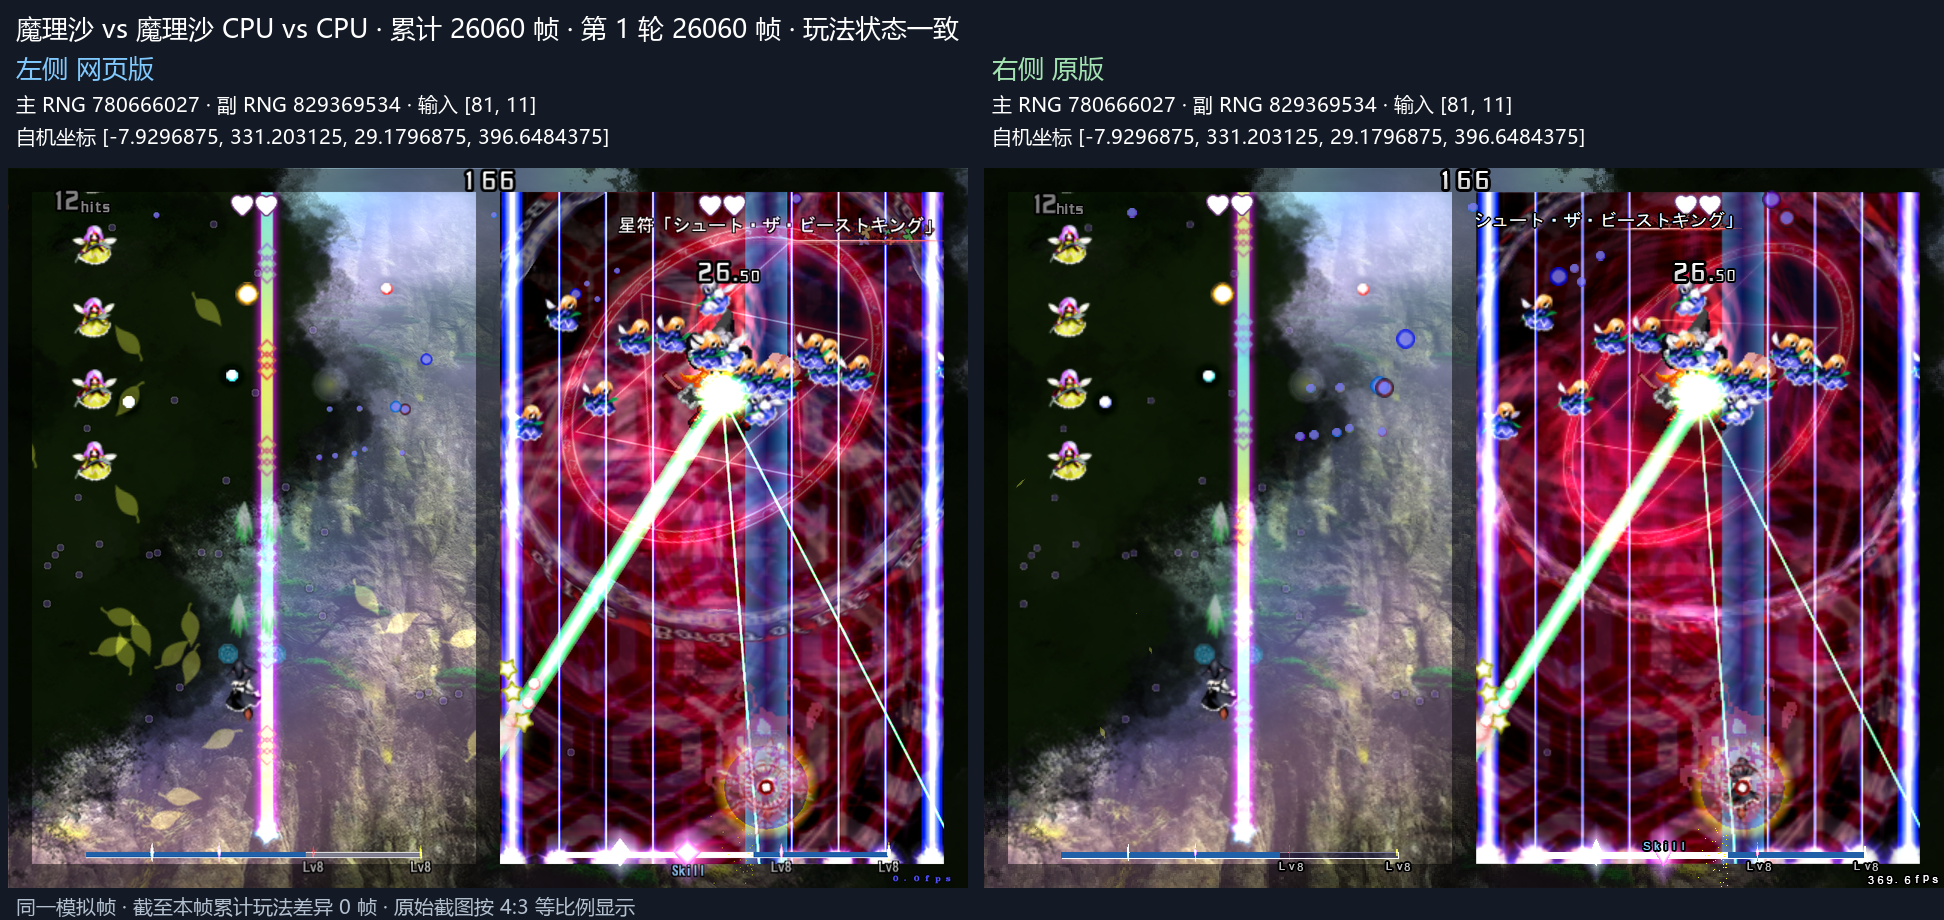 魔理沙 vs 魔理沙 CPU vs CPU · 累计 26060 帧 · 第 1 轮 26060 帧 · 玩法状态一致
左侧 网页版
主 RNG 780666027 · 副 RNG 829369534 · 输入 [81, 11]
自机坐标 [-7.9296875, 331.203125, 29.1796875, 396.6484375]
右侧 原版
主 RNG 780666027 · 副 RNG 829369534 · 输入 [81, 11]
自机坐标 [-7.9296875, 331.203125, 29.1796875, 396.6484375]
166
12hits
星符「シュート・ザ・ビーストキング」
26.50
Lv8
Lv8
Skill
Lv8
Lv8
0.0fps
166
12hits
シュート・ザ・ビーストキング」
26.50
Skill
Lv8
Lv8
Lv8
Lv8
369.6fps
同一模拟帧 · 截至本帧累计玩法差异 0 帧 · 原始截图按 4:3 等比例显示